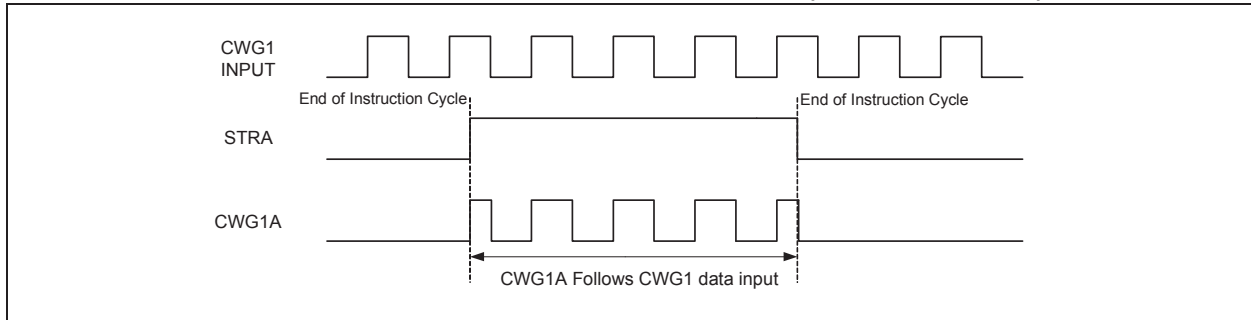 CWG1
INPUT
End of Instruction Cycle
End of Instruction Cycle
STRA
CWG1A
CWG1A Follows CWG1 data input